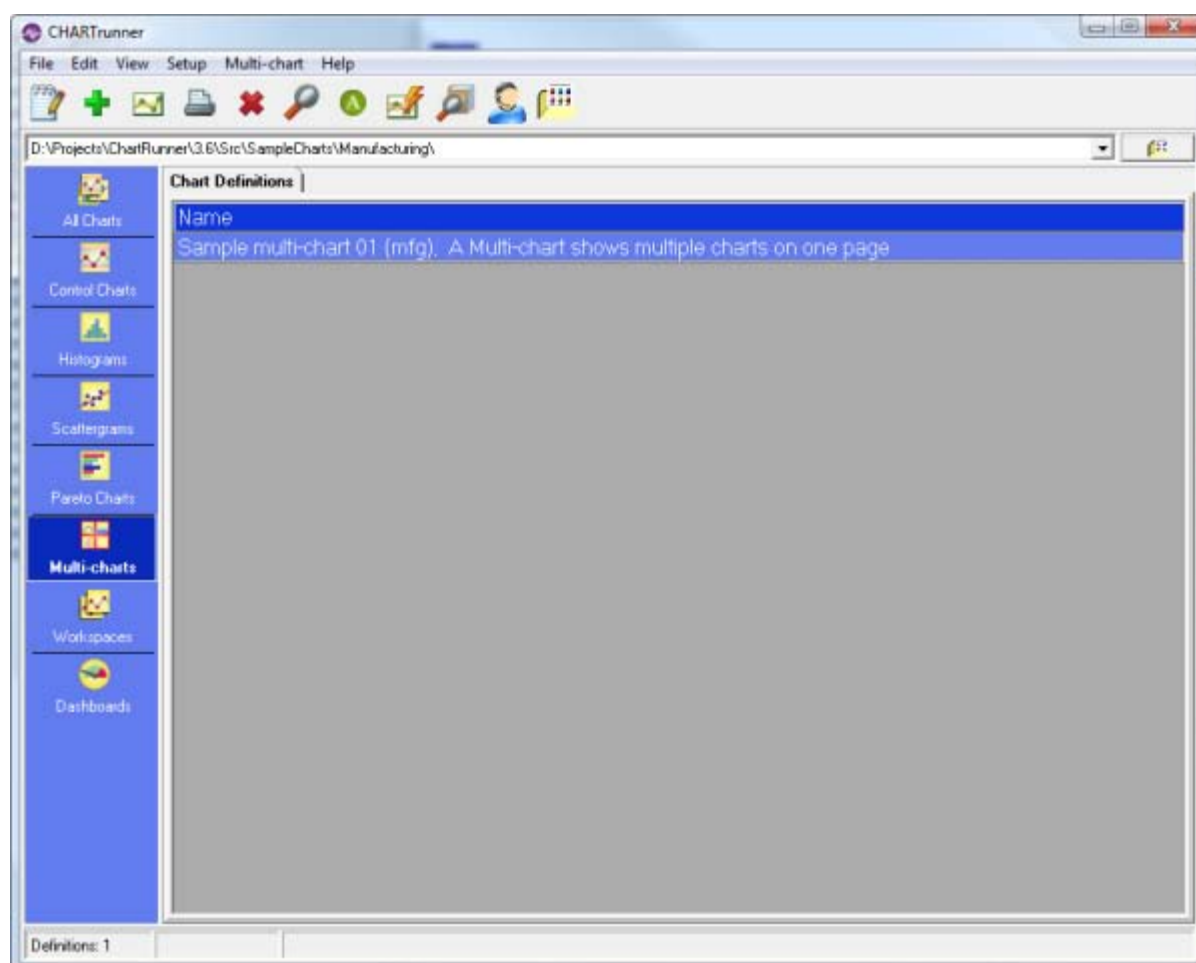 CHARTrunner
File Edit View Setup Multi-chart Help
D:\Projects\ChartRunner\3.6\Src\SampleCharts\Manufacturing\
Chart Definitions
Name
Sample multi-chart 01 (mfg), A Multi-chart shows multiple charts on one page
All Charts
Control Charts
Histograms
Scattergrams
Pareto Charts
Multi-charts
Workspaces
Dashboards
Definitions: 1